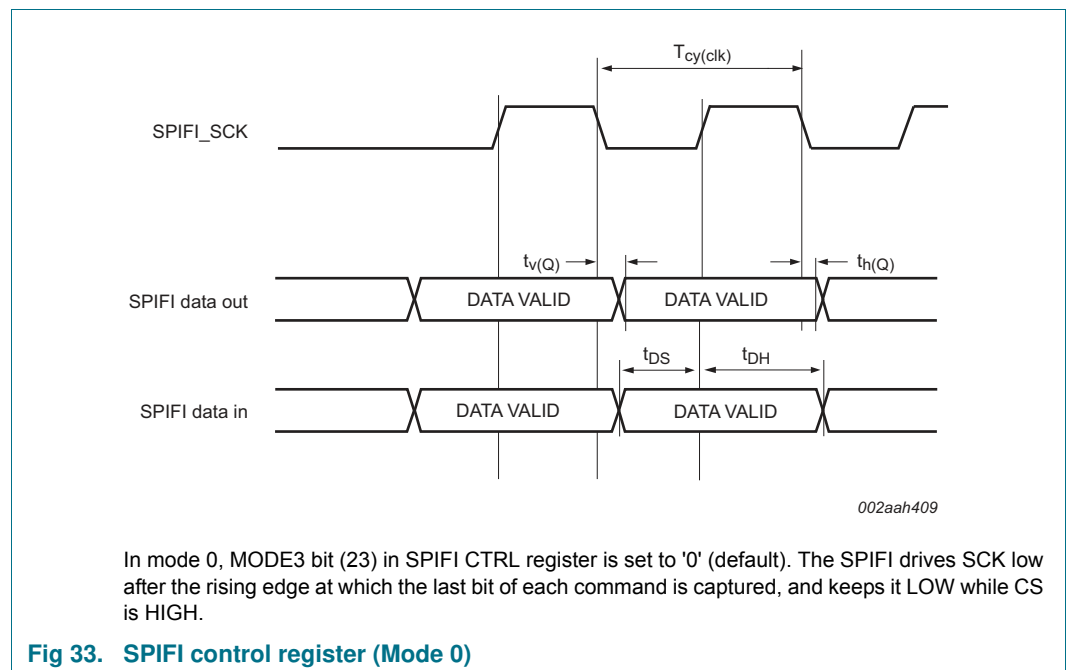 Tcy(clk)
SPIFI_SCK
tv(Q)
th(Q)
SPIFI data out
DATA VALID
DATA VALID
tDS
tDH
SPIFI data in
DATA VALID
DATA VALID
002aah409
In mode 0, MODE3 bit (23) in SPIFI CTRL register is set to '0' (default). The SPIFI drives SCK low
after the rising edge at which the last bit of each command is captured, and keeps it LOW while CS
is HIGH.
Fig 33. SPIFI control register (Mode 0)